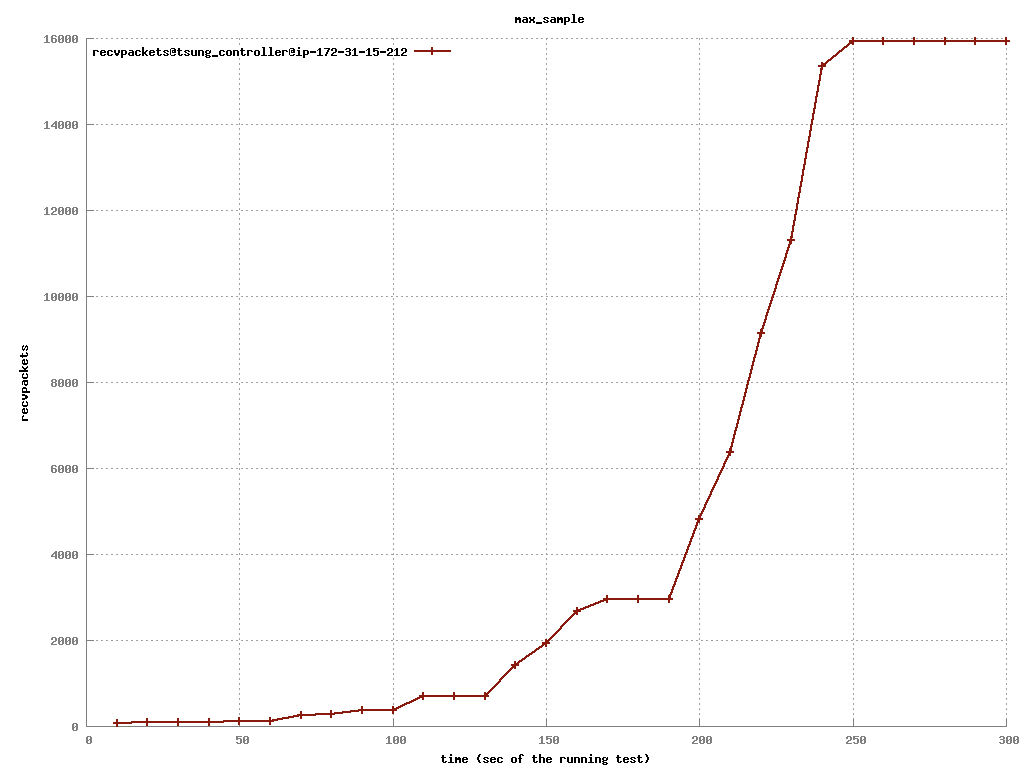 max_sample
recvpackets@tsung_controller@ip-172-31-15-212
16000
14000
12000
10000
8000
6000
4000
2000
0
recvpackets
0 50 100 150 200 250 300
time (sec of the running test)